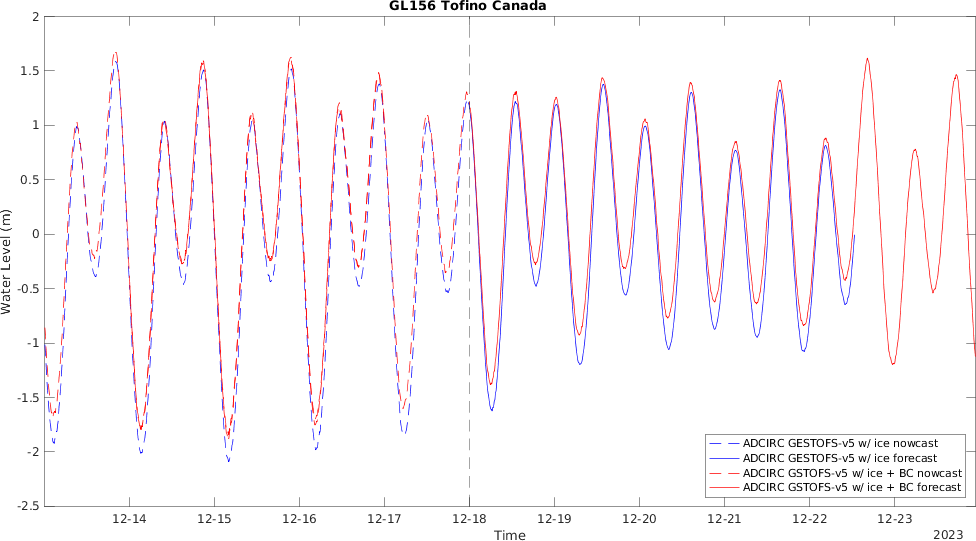 GL156 Tofino Canada
2
1.5
1
0.5
0
-0.5
-1
-1.5
-2
-2.5
Water Level (m)
12-14 12-15 12-16 12-17 12-18 12-19 12-20 12-21 12-22 12-23
Time
2023
ADCIRC GESTOFS-v5 w/ ice nowcast
ADCIRC GESTOFS-v5 w/ ice forecast
ADCIRC GSTOFS-v5 w/ ice + BC nowcast
ADCIRC GSTOFS-v5 w/ ice + BC forecast